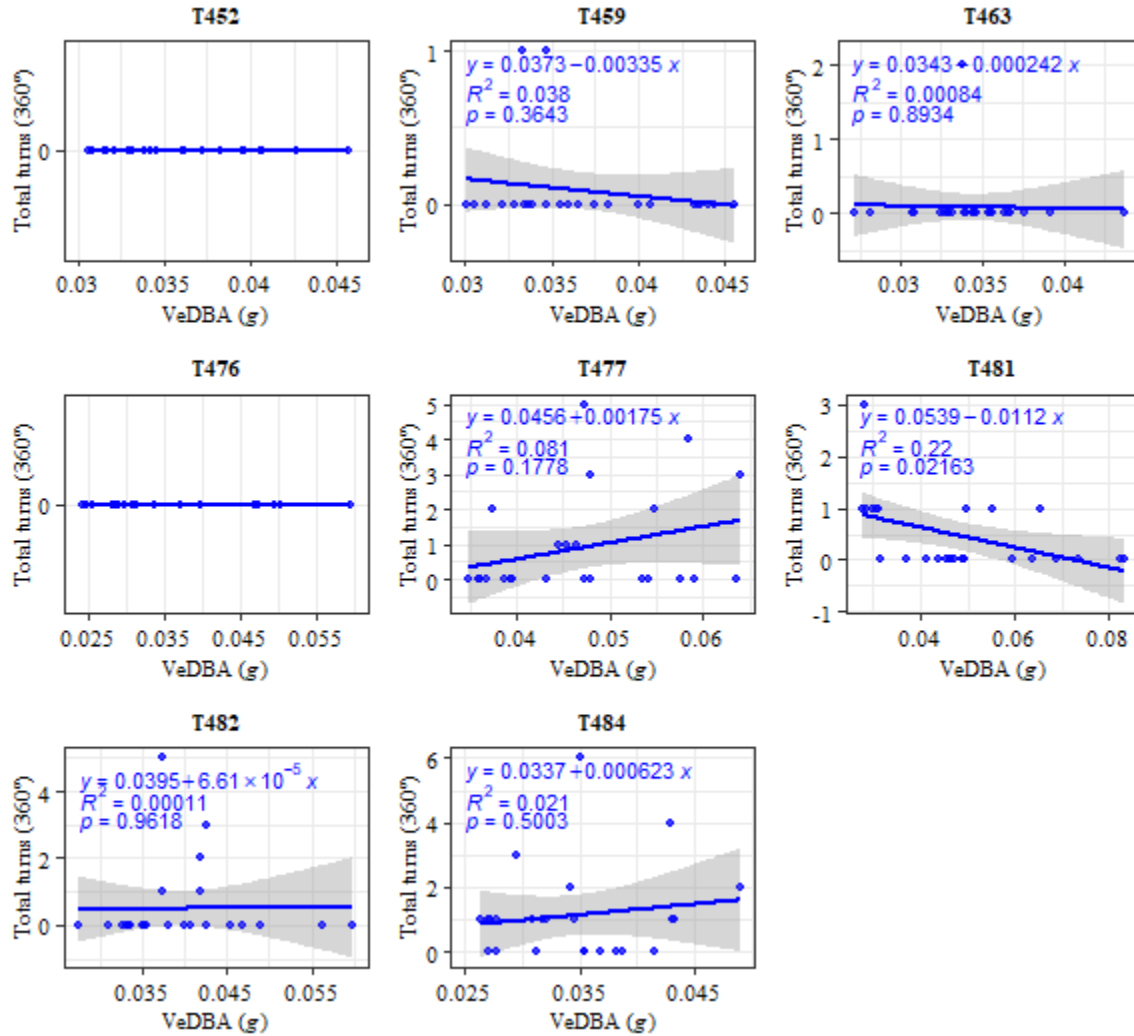 T452
Total turns (360º)
0
0.03 0.035 0.04 0.045
VeDBA (g)
T459
Total turns (360º)
1
0
y = 0.0373 − 0.00335 x
R² = 0.038
p = 0.3643
0.03 0.035 0.04 0.045
VeDBA (g)
T463
Total turns (360º)
2
1
0
y = 0.0343 0.000242 x
R² = 0.00084
p = 0.8934
0.03 0.035 0.04
VeDBA (g)
T476
Total turns (360º)
0
0.025 0.035 0.045 0.055
VeDBA (g)
T477
Total turns (360º)
5
4
3
2
1
0
y = 0.0456 + 0.00175 x
R² = 0.081
p = 0.1778
0.04 0.05 0.06
VeDBA (g)
T481
Total turns (360º)
3
2
1
0
-1
y = 0.0539 − 0.0112 x
R² = 0.22
p = 0.02163
0.04 0.06 0.08
VeDBA (g)
T482
Total turns (360º)
4
2
0
y = 0.0395 + 6.61 × 10⁻⁵ x
R² = 0.00011
p = 0.9618
0.035 0.045 0.055
VeDBA (g)
T484
Total turns (360º)
6
4
2
0
y = 0.0337 + 0.000623 x
R² = 0.021
p = 0.5003
0.025 0.035 0.045
VeDBA (g)